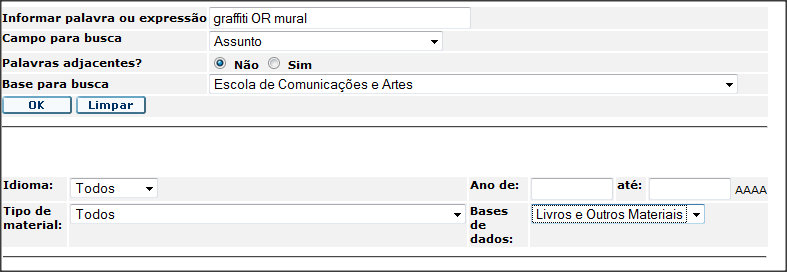 Informar palavra ou expressão graffiti OR mural
Campo para busca Assunto
Palavras adjacentes? Não Sim
Base para busca Escola de Comunicações e Artes
OK Limpar
Idioma: Todos Ano de: até: AAAA
Tipo de material: Todos Bases de dados: Livros e Outros Materiais